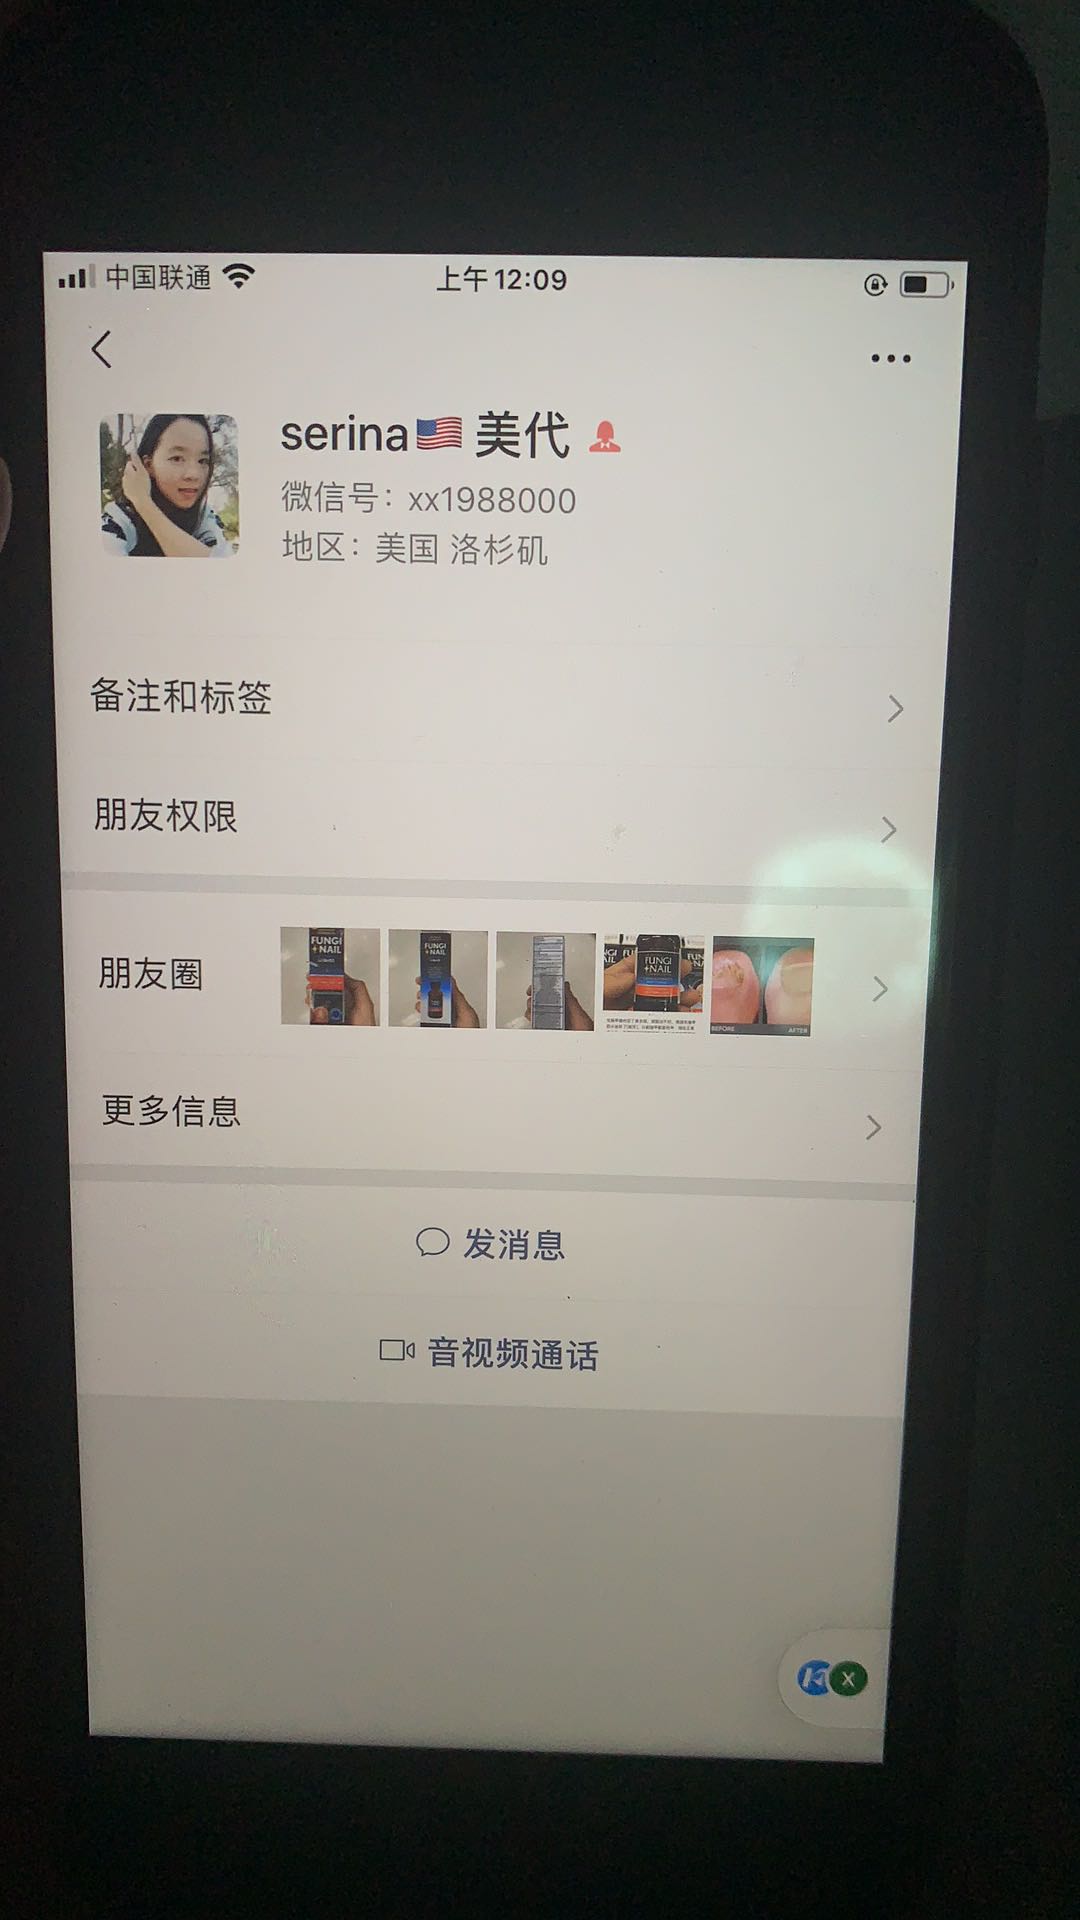 中国联通 上午12:09
serina🇺🇸美代
微信号：xx1988000
地区：美国 洛杉矶
备注和标签
朋友权限
朋友圈
FUNGI
+NAIL
FUNGI
+NAIL
FUNGI
+NAIL
BEFORE AFTER
更多信息
发消息
音视频通话